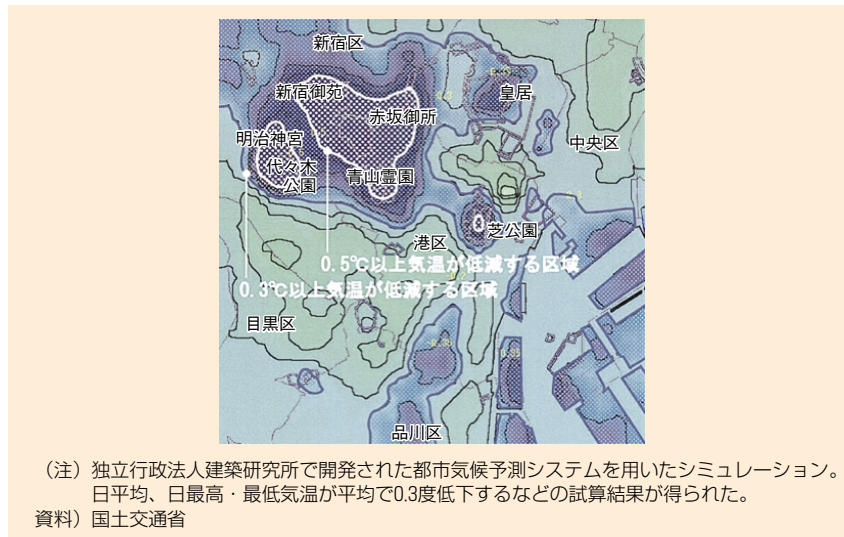 新宿区
新宿御苑
皇居
赤坂御所
明治神宮
中央区
代々木
公園
青山霊園
芝公園
港区
0.5℃以上気温が低減する区域
0.3℃以上気温が低減する区域
目黒区
品川区
（注）独立行政法人建築研究所で開発された都市気候予測システムを用いたシミュレーション。
日平均、日最高・最低気温が平均で0.3度低下するなどの試算結果が得られた。
資料）国土交通省